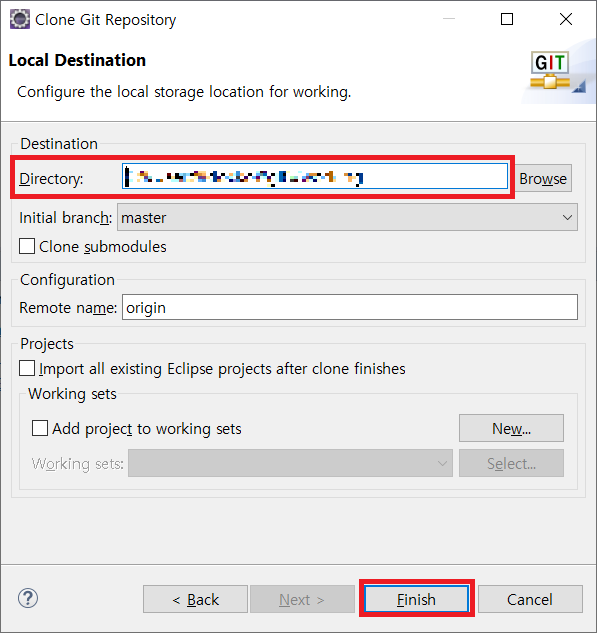 Clone Git Repository
Local Destination
GIT
Configure the local storage location for working.
Destination
Directory: Browse
Initial branch: master
Clone submodules
Configuration
Remote name: origin
Projects
Import all existing Eclipse projects after clone finishes
Working sets
Add project to working sets New...
Working sets: Select...
? < Back Next > Finish Cancel